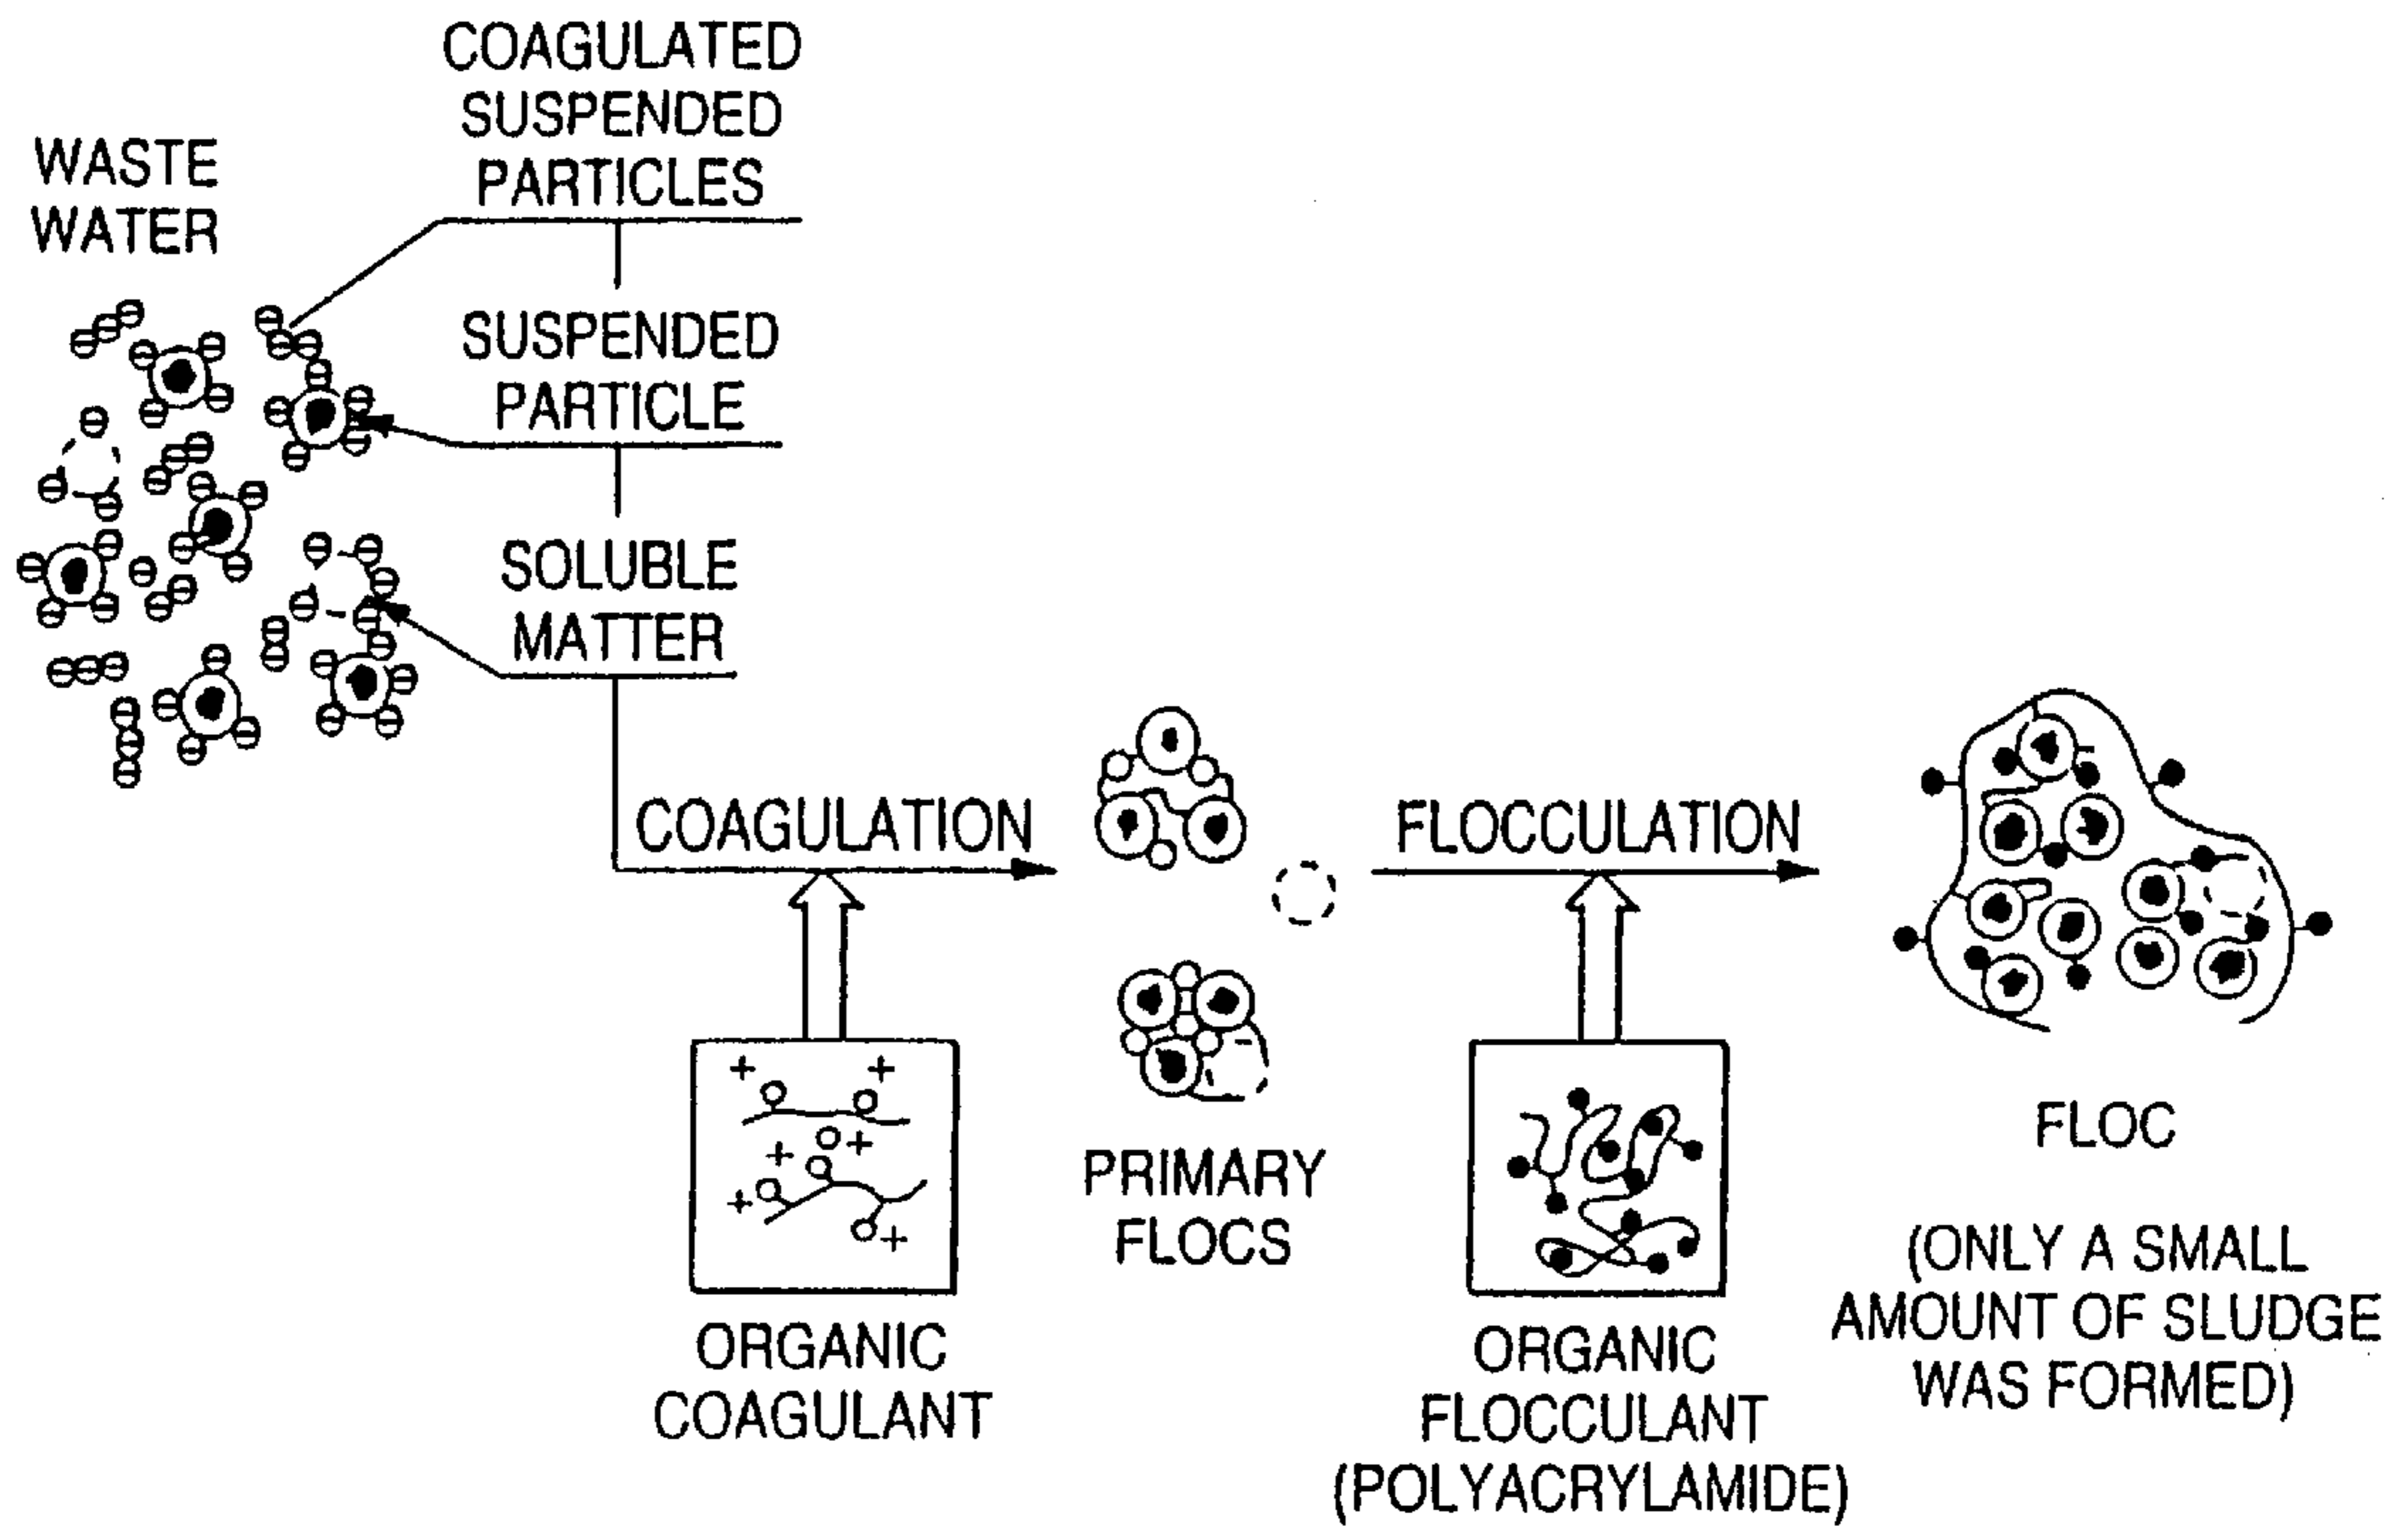 WASTE
WATER
COAGULATED
SUSPENDED
PARTICLES
SUSPENDED
PARTICLE
SOLUBLE
MATTER
COAGULATION
ORGANIC
COAGULANT
PRIMARY
FLOCS
FLOCCULATION
ORGANIC
FLOCCULANT
(POLYACRYLAMIDE)
FLOC
(ONLY A SMALL
AMOUNT OF SLUDGE
WAS FORMED)